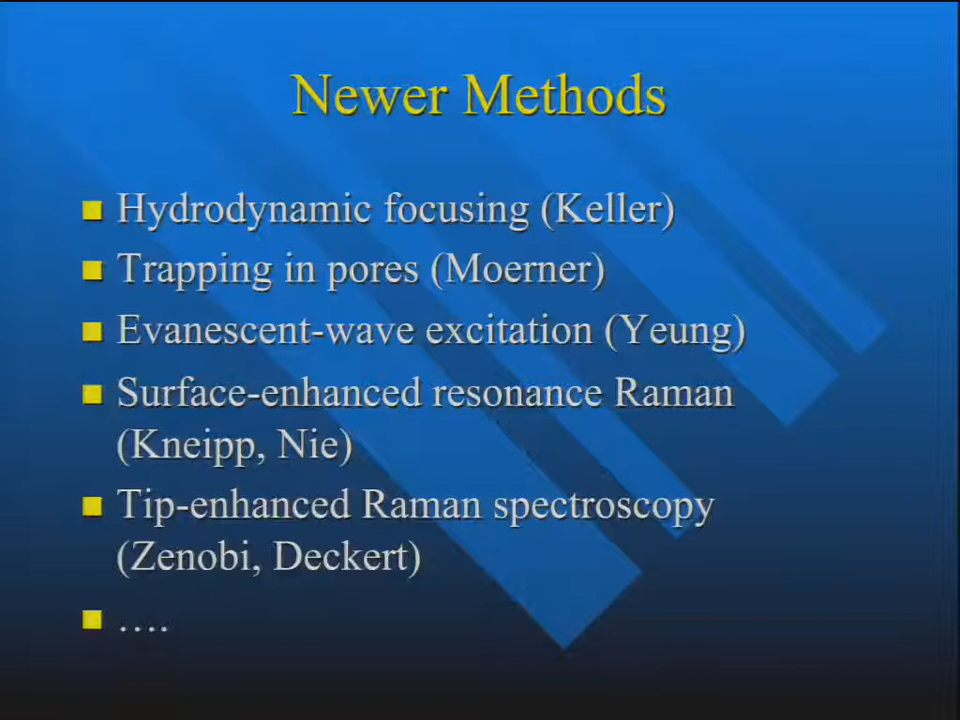 Newer Methods
Hydrodynamic focusing (Keller)
Trapping in pores (Moerner)
Evanescent-wave excitation (Yeung)
Surface-enhanced resonance Raman
(Kneipp, Nie)
Tip-enhanced Raman spectroscopy
(Zenobi, Deckert)
….